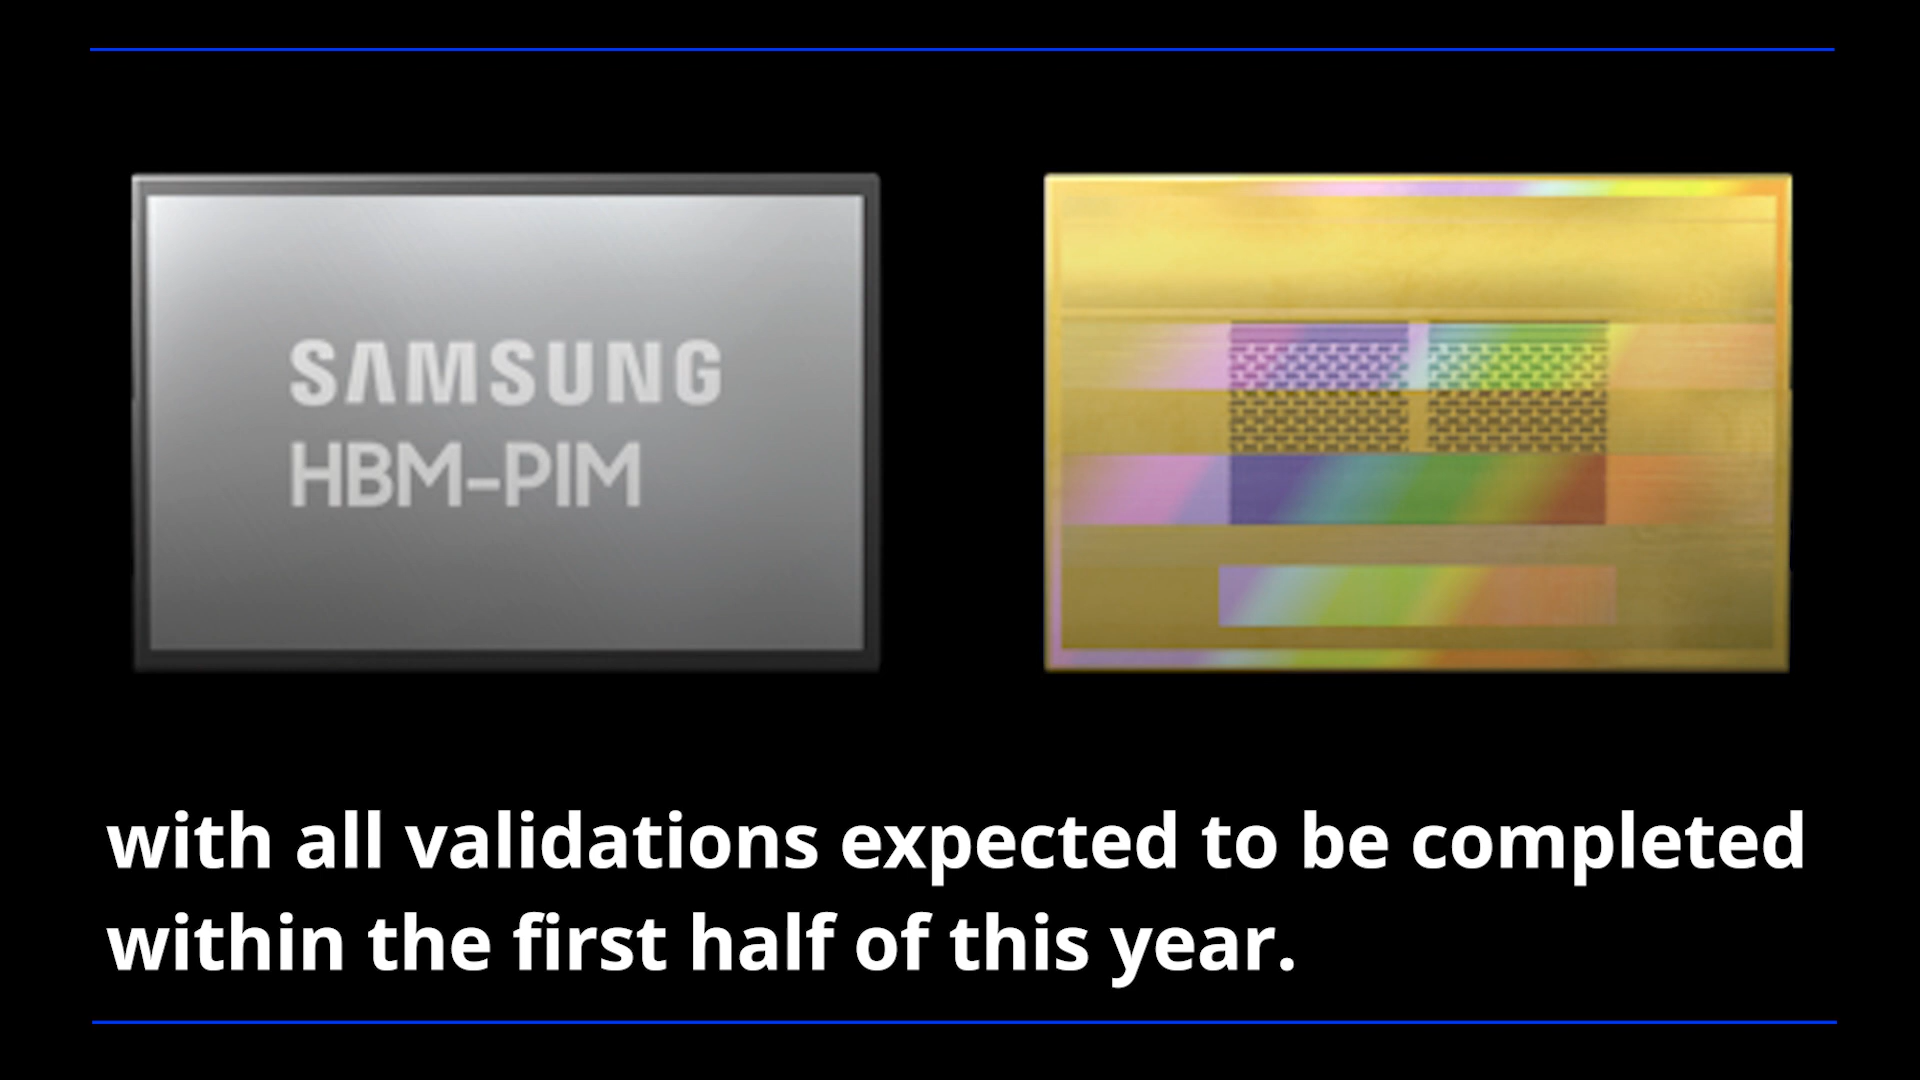 SAMSUNG
HBM-PIM
with all validations expected to be completed
within the first half of this year.